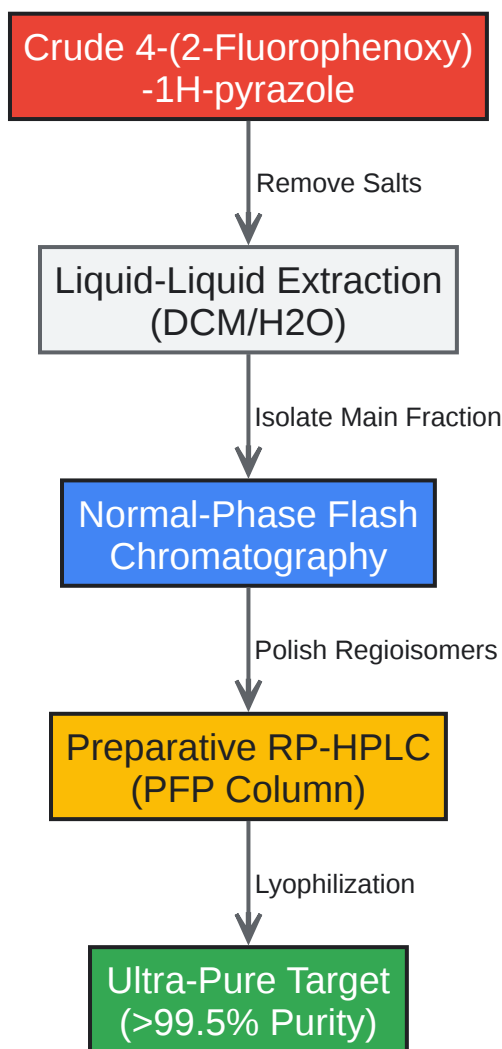 Crude 4-(2-Fluorophenoxy)
-1H-pyrazole
Remove Salts
Liquid-Liquid Extraction
(DCM/H2O)
Isolate Main Fraction
Normal-Phase Flash
Chromatography
Polish Regioisomers
Preparative RP-HPLC
(PFP Column)
Lyophilization
Ultra-Pure Target
(>99.5% Purity)